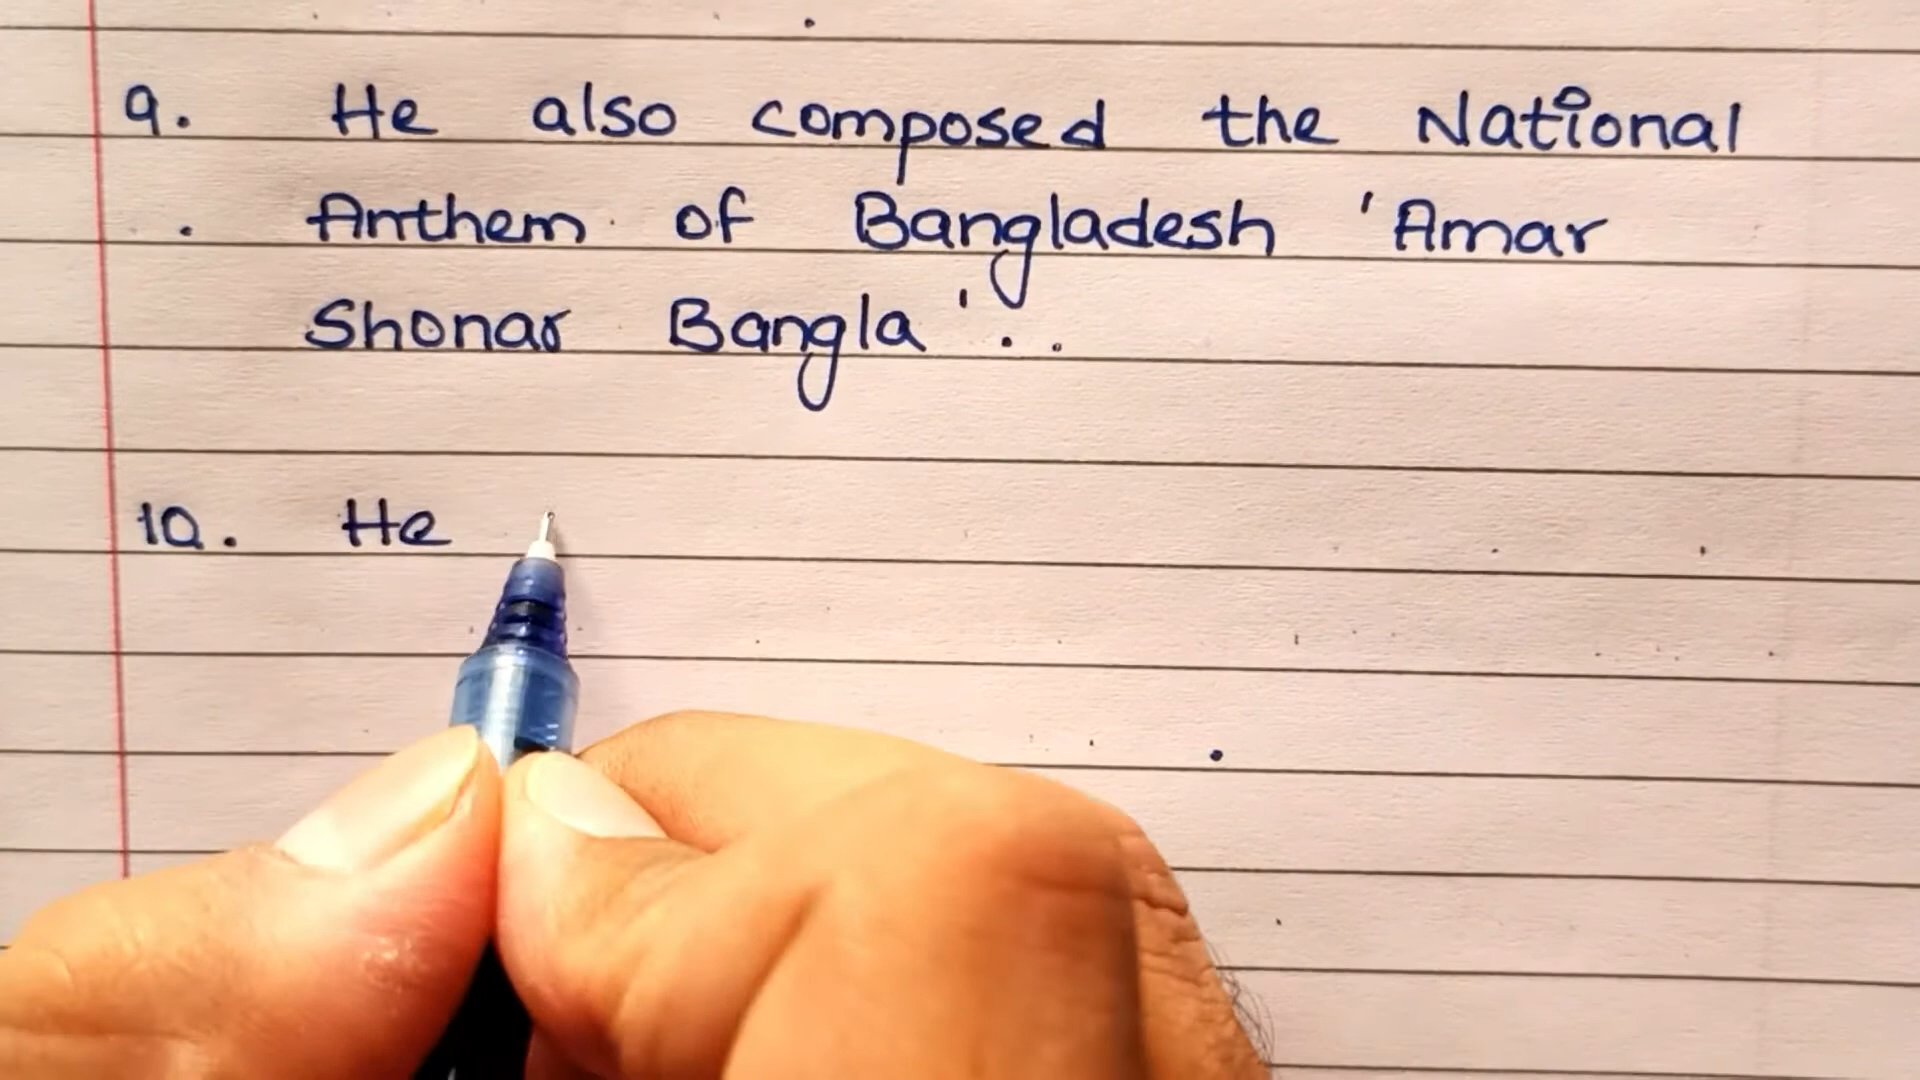 9. He also composed the National
Anthem of Bangladesh 'Amar
Shonar Bangla'..
10. He